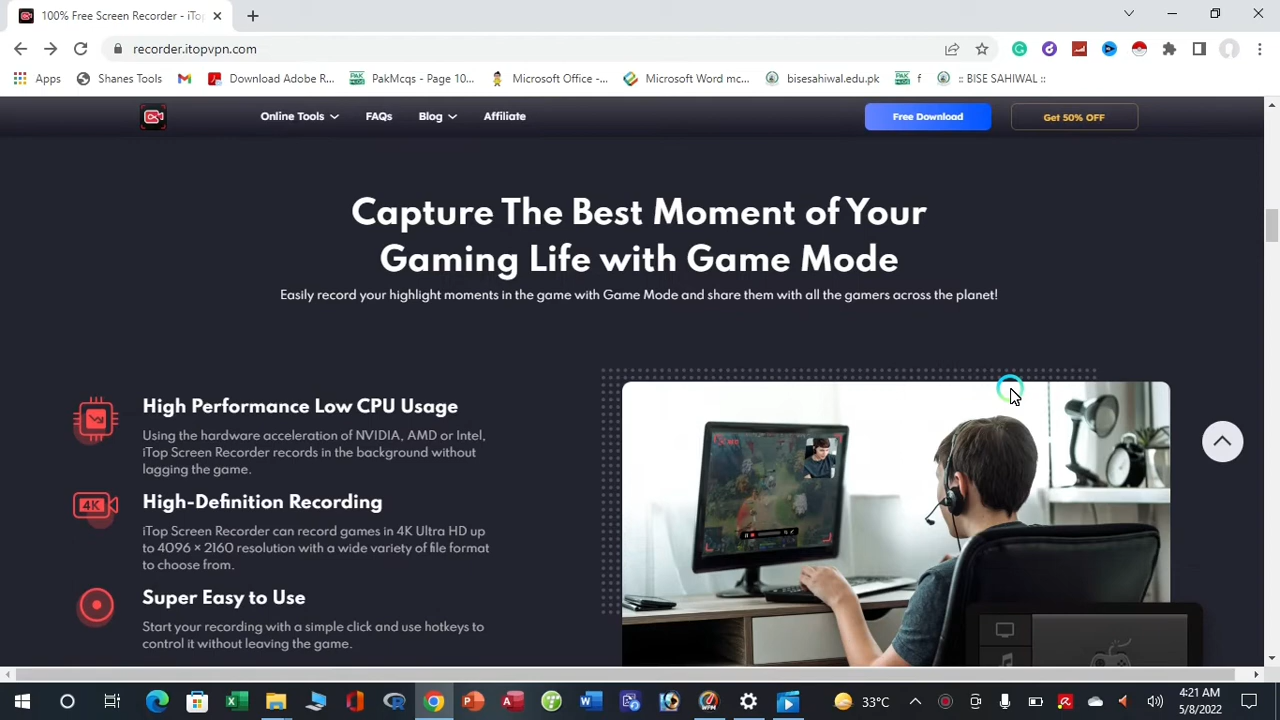 100% Free Screen Recorder - iTop
recorder.itopvpn.com
Apps
Shanes Tools
Download Adobe R...
PakMcqs - Page 10...
Microsoft Office -...
Microsoft Word mc...
bisesahiwal.edu.pk
f
:: BISE SAHIWAL ::
Online Tools
FAQs
Blog
Affiliate
Free Download
Get 50% OFF
Capture The Best Moment of Your
Gaming Life with Game Mode
Easily record your highlight moments in the game with Game Mode and share them with all the gamers across the planet!
High Performance Low CPU Usage
Using the hardware acceleration of NVIDIA, AMD or Intel,
iTop Screen Recorder records in the background without
lagging the game.
4K
High-Definition Recording
iTop Screen Recorder can record games in 4K Ultra HD up
to 4096 × 2160 resolution with a wide variety of file format
to choose from.
Super Easy to Use
Start your recording with a simple click and use hotkeys to
control it without leaving the game.
33°C
4:21 AM
5/8/2022